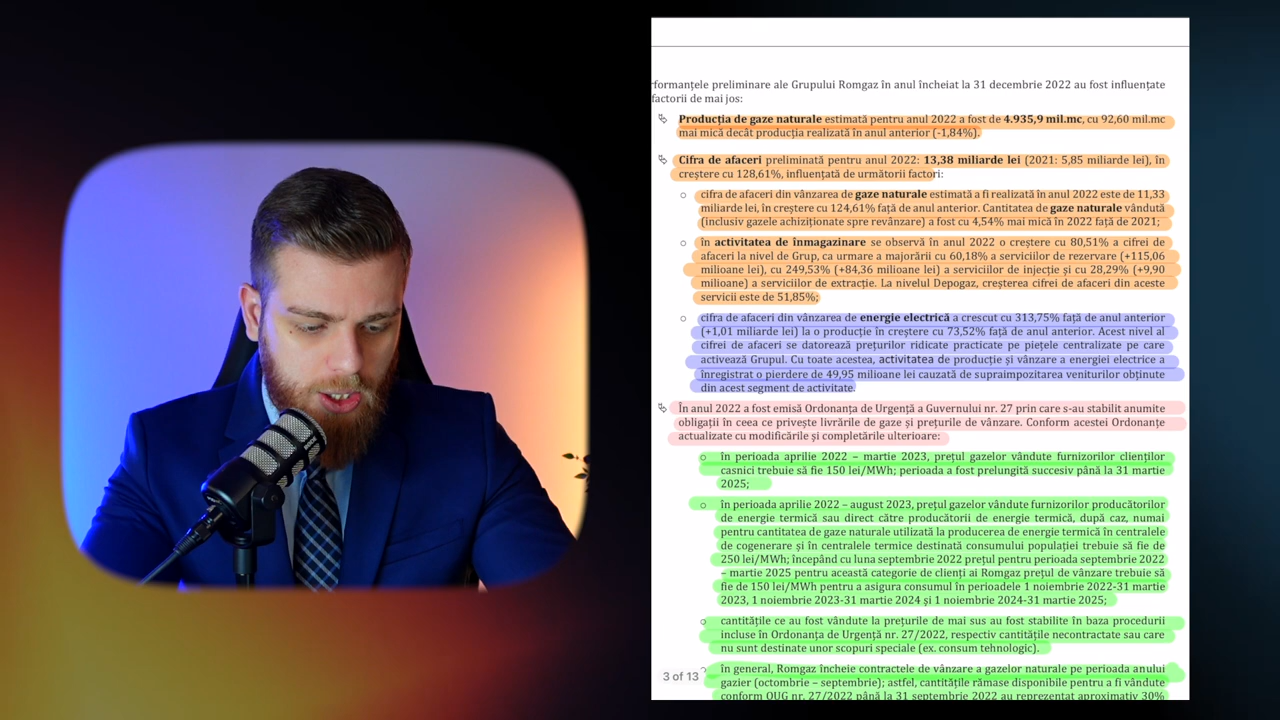 formanțele preliminare ale Grupului Romgaz în anul încheiat la 31 decembrie 2022 au fost influențate
factorii de mai jos:
Producția de gaze naturale estimată pentru anul 2022 a fost de 4.935,9 mil.mc, cu 92,60 mil.mc
mai mică decât producția realizată în anul anterior (-1,84%).
Cifra de afaceri preliminată pentru anul 2022: 13,38 miliarde lei (2021: 5,85 miliarde lei), în
creștere cu 128,61%, influențată de următorii factori:
o cifra de afaceri din vânzarea de gaze naturale estimată a fi realizată în anul 2022 este de 11,33
miliarde lei, în creștere cu 124,61% față de anul anterior. Cantitatea de gaze naturale vândută
(inclusiv gazele achiziționate spre revânzare) a fost cu 4,54% mai mică în 2022 față de 2021;
o în activitatea de înmagazinare se observă în anul 2022 o creștere cu 80,51% a cifrei de
afaceri la nivel de Grup, ca urmare a majorării cu 60,18% a serviciilor de rezervare (+115,06
milioane lei), cu 249,53% (+84,36 milioane lei) a serviciilor de injecție și cu 28,29% (+9,90
milioane) a serviciilor de extracție. La nivelul Depogaz, creșterea cifrei de afaceri din aceste
servicii este de 51,85%;
o cifra de afaceri din vânzarea de energie electrică a crescut cu 313,75% față de anul anterior
(+1,01 miliarde lei) la o producție în creștere cu 73,52% față de anul anterior. Acest nivel al
cifrei de afaceri se datorează prețurilor ridicate practicate pe piețele centralizate pe care
activează Grupul. Cu toate acestea, activitatea de producție și vânzare a energiei electrice a
înregistrat o pierdere de 49,95 milioane lei cauzată de supraimpozitarea veniturilor obținute
din acest segment de activitate.
În anul 2022 a fost emisă Ordonanța de Urgență a Guvernului nr. 27 prin care s-au stabilit anumite
obligații în ceea ce privește livrările de gaze și prețurile de vânzare. Conform acestei Ordonanțe
actualizate cu modificările și completările ulterioare:
o în perioada aprilie 2022 – martie 2023, prețul gazelor vândute furnizorilor clienților
casnici trebuie să fie 150 lei/MWh; perioada a fost prelungită succesiv până la 31 martie
2025;
o în perioada aprilie 2022 – august 2023, prețul gazelor vândute furnizorilor producătorilor
de energie termică sau direct către producătorii de energie termică, după caz, numai
pentru cantitatea de gaze naturale utilizată la producerea de energie termică în centralele
de cogenerare și în centralele termice destinată consumului populației trebuie să fie de
250 lei/MWh; începând cu luna septembrie 2022 prețul pentru perioada septembrie 2022
– martie 2025 pentru această categorie de clienți ai Romgaz prețul de vânzare trebuie să
fie de 150 lei/MWh pentru a asigura consumul în perioadele 1 noiembrie 2022-31 martie
2023, 1 noiembrie 2023-31 martie 2024 și 1 noiembrie 2024-31 martie 2025;
o cantitățile ce au fost vândute la prețurile de mai sus au fost stabilite în baza procedurii
incluse în Ordonanța de Urgență nr. 27/2022, respectiv cantitățile necontractate sau care
nu sunt destinate unor scopuri speciale (ex. consum tehnologic).
o în general, Romgaz încheie contractele de vânzare a gazelor naturale pe perioada anului
gazier (octombrie – septembrie); astfel, cantitățile rămase disponibile pentru a fi vândute
conform OUG nr. 27/2022 până la 31 septembrie 2022 au reprezentat aproximativ 30%
3 of 13
RØDE